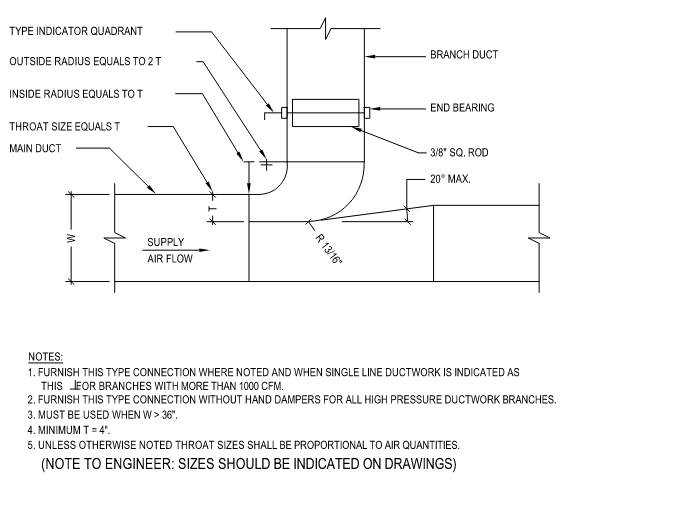 TYPE INDICATOR QUADRANT
OUTSIDE RADIUS EQUALS TO 2 T
INSIDE RADIUS EQUALS TO T
THROAT SIZE EQUALS T
MAIN DUCT
BRANCH DUCT
END BEARING
3/8" SQ. ROD
20° MAX.
T
W
SUPPLY
AIR FLOW
R 13/16"
NOTES:
1. FURNISH THIS TYPE CONNECTION WHERE NOTED AND WHEN SINGLE LINE DUCTWORK IS INDICATED AS
THIS FOR BRANCHES WITH MORE THAN 1000 CFM.
2. FURNISH THIS TYPE CONNECTION WITHOUT HAND DAMPERS FOR ALL HIGH PRESSURE DUCTWORK BRANCHES.
3. MUST BE USED WHEN W > 36".
4. MINIMUM T = 4".
5. UNLESS OTHERWISE NOTED THROAT SIZES SHALL BE PROPORTIONAL TO AIR QUANTITIES.
(NOTE TO ENGINEER: SIZES SHOULD BE INDICATED ON DRAWINGS)